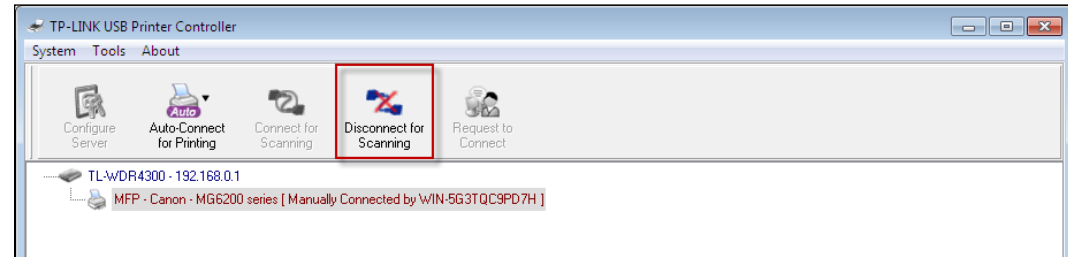 TP-LINK USB Printer Controller
System Tools About
Configure Server
Auto
Auto-Connect for Printing
Connect for Scanning
Disconnect for Scanning
Request to Connect
TL-WDR4300 - 192.168.0.1
MFP - Canon - MG6200 series [ Manually Connected by WIN-5G3TQC9PD7H ]